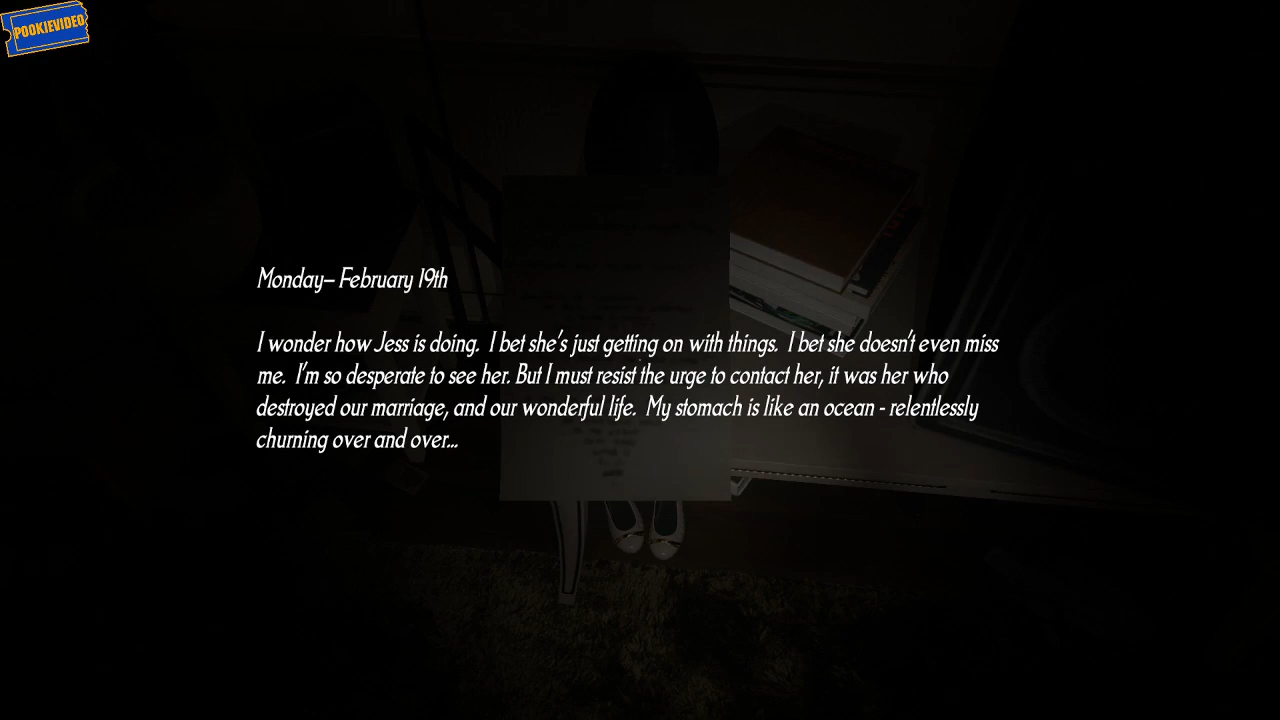 POOKIEVIDEO
Monday– February 19th
I wonder how Jess is doing.  I bet she's just getting on with things.  I bet she doesn't even miss
me.  I'm so desperate to see her. But I must resist the urge to contact her, it was her who
destroyed our marriage, and our wonderful life.  My stomach is like an ocean - relentlessly
churning over and over...